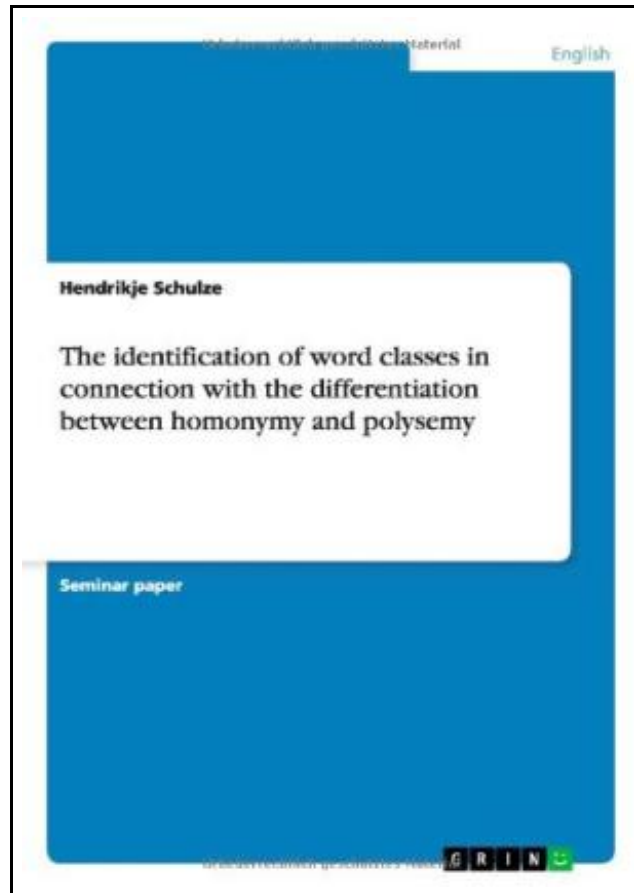 Material
English
Hendrikje Schulze
The identification of word classes in
connection with the differentiation
between homonymy and polysemy
Seminar paper
GRIN